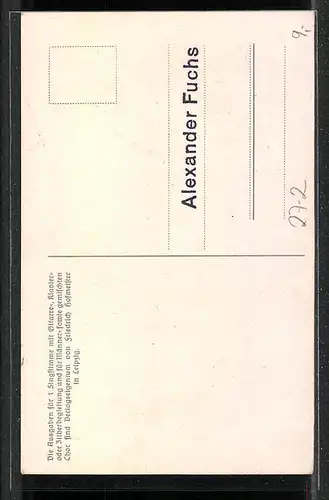 Die Ausgaben für 1 Singstimme mit Gitarre-, Klavier-
oder Zitherbegleitung und für Männer- sowie gemischten
Chor sind Verlagseigentum von Friedrich Hofmeister
in Leipzig.
Alexander Fuchs
27-2
9,-